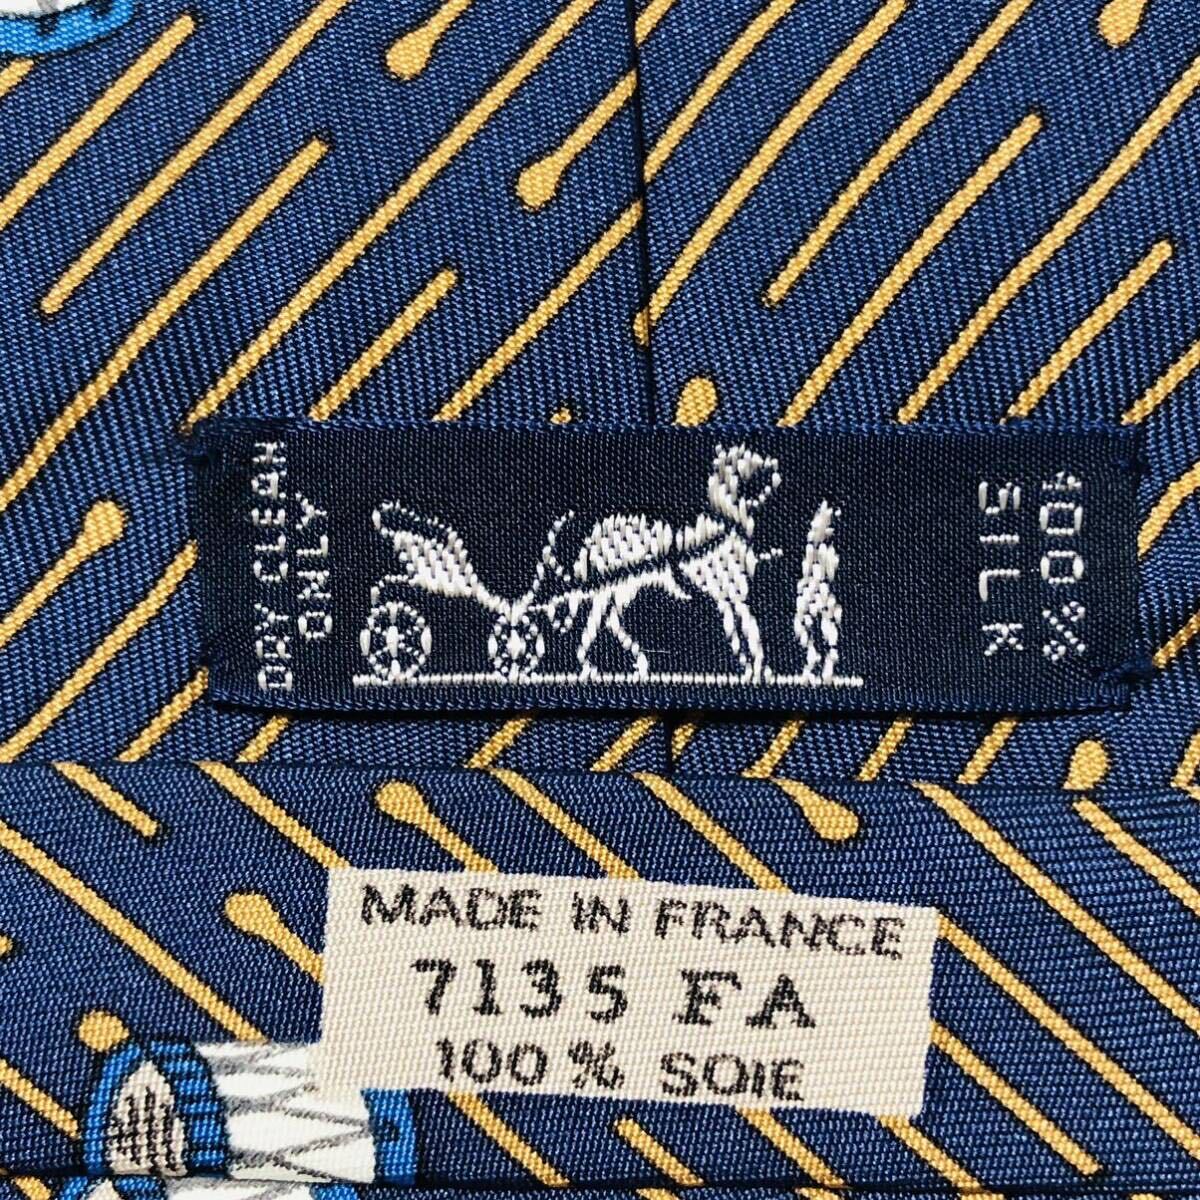 DRY CLEAN
ONLY
100%
SILK
MADE IN FRANCE
7135 FA
100 % SOIE